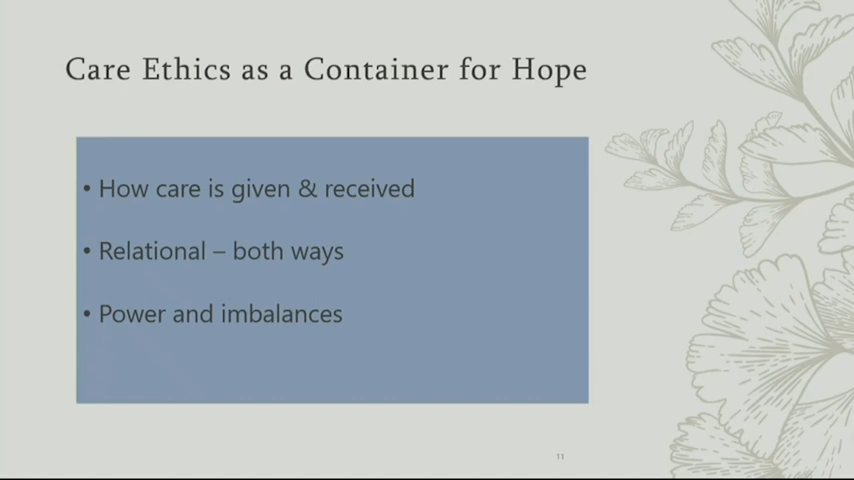 Care Ethics as a Container for Hope
• How care is given & received
• Relational – both ways
• Power and imbalances
11